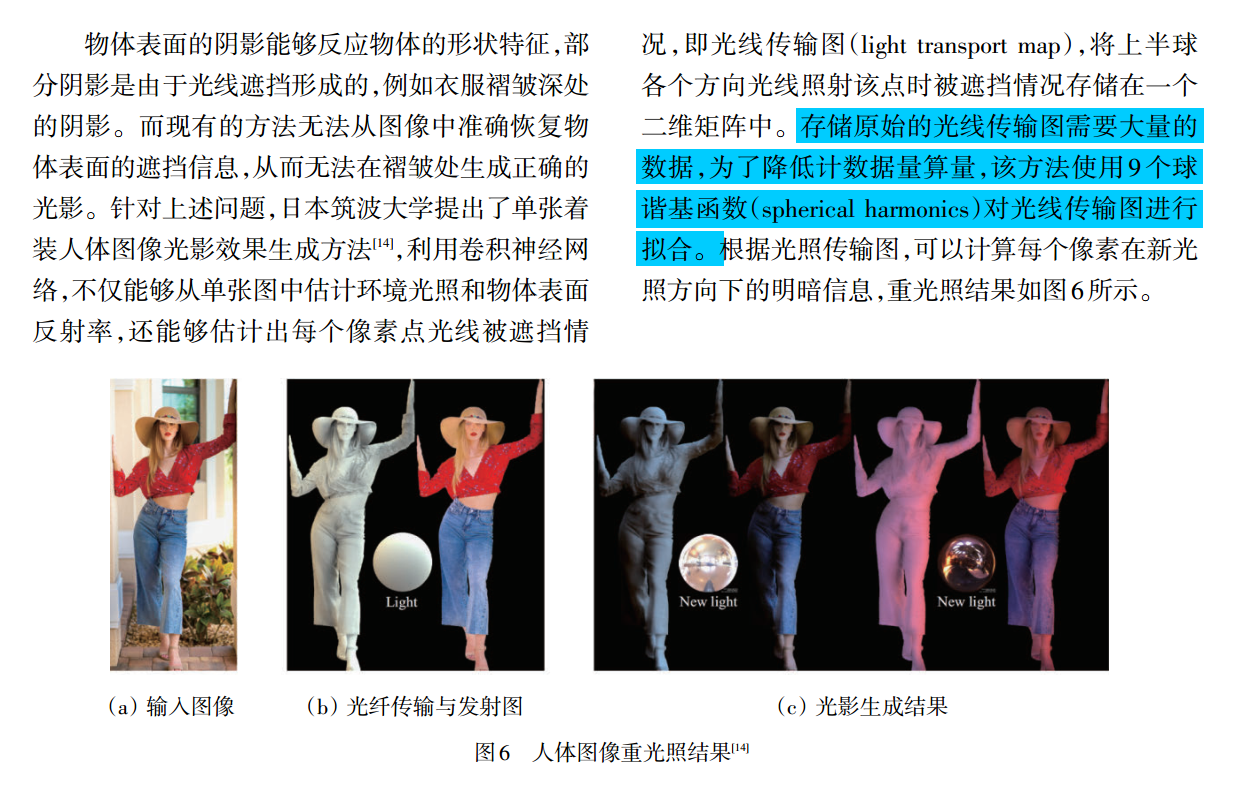 物体表面的阴影能够反应物体的形状特征，部
分阴影是由于光线遮挡形成的，例如衣服褶皱深处
的阴影。而现有的方法无法从图像中准确恢复物
体表面的遮挡信息，从而无法在褶皱处生成正确的
光影。针对上述问题，日本筑波大学提出了单张着
装人体图像光影效果生成方法[14]，利用卷积神经网
络，不仅能够从单张图中估计环境光照和物体表面
反射率，还能够估计出每个像素点光线被遮挡情
况，即光线传输图(light transport map)，将上半球
各个方向光线照射该点时被遮挡情况存储在一个
二维矩阵中。存储原始的光线传输图需要大量的
数据，为了降低计数据量算量，该方法使用9个球
谐基函数(spherical harmonics)对光线传输图进行
拟合。根据光照传输图，可以计算每个像素在新光
照方向下的明暗信息，重光照结果如图6所示。
Light
New light
New light
(a) 输入图像
(b) 光纤传输与发射图
(c) 光影生成结果
图6 人体图像重光照结果[14]